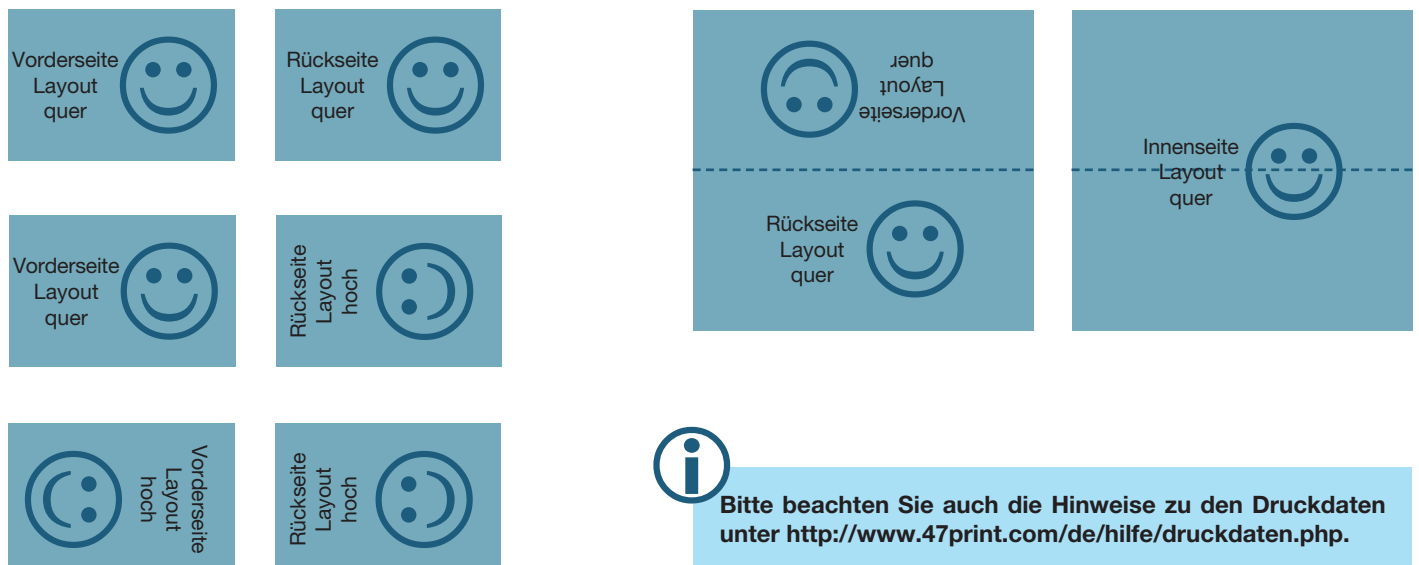 Vorderseite
Layout
quer
Rückseite
Layout
quer
Vorderseite
Layout
quer
Rückseite
Layout
hoch
Vorderseite
Layout
hoch
Rückseite
Layout
hoch
Vorderseite
Layout
quer
Rückseite
Layout
quer
Innenseite
Layout
quer
i
Bitte beachten Sie auch die Hinweise zu den Druckdaten
unter http://www.47print.com/de/hilfe/druckdaten.php.